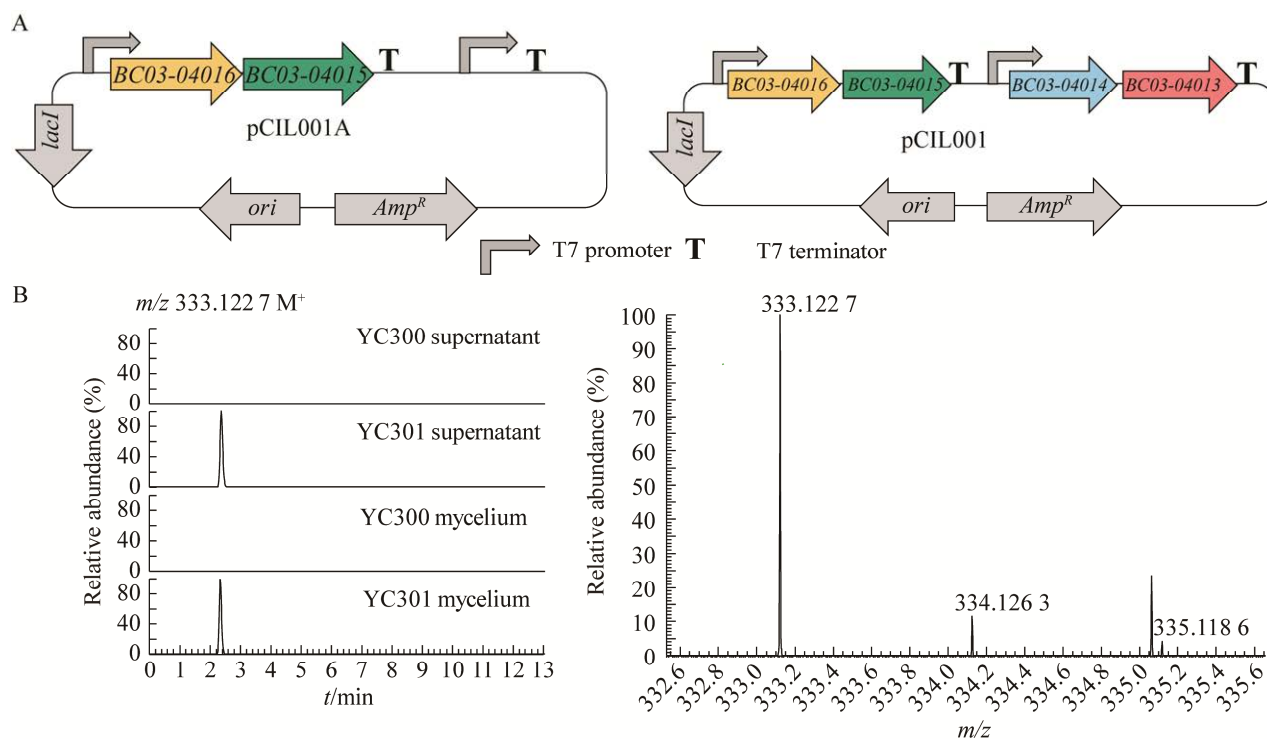 A
BC03-04016 BC03-04015 T T
lacI
pCIL001A
ori AmpR
BC03-04016 BC03-04015 T BC03-04014 BC03-04013 T
lacI
pCIL001
ori AmpR
T7 promoter T T7 terminator
B
m/z 333.122 7 M+
Relative abundance (%)
80
40
0
YC300 supernatant
80
40
0
YC301 supernatant
80
40
0
YC300 mycelium
80
40
0
YC301 mycelium
0 1 2 3 4 5 6 7 8 9 10 11 12 13
t/min
Relative abundance (%)
100
90
80
70
60
50
40
30
20
10
0
333.122 7
334.126 3
335.118 6
332.6 332.8 333.0 333.2 333.4 333.6 333.8 334.0 334.2 334.4 334.6 334.8 335.0 335.2 335.4 335.6
m/z